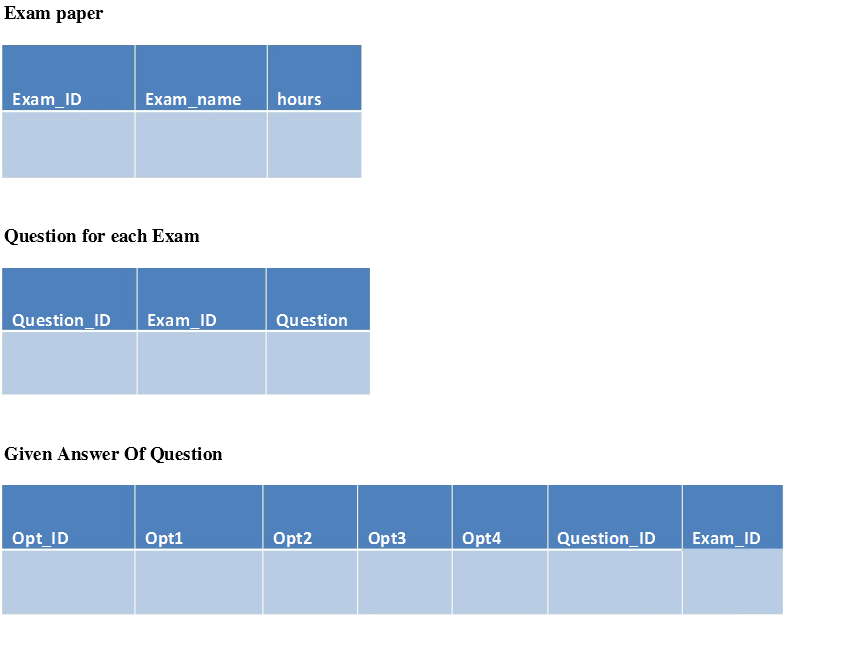 Exam paper
Exam_ID Exam_name hours
Question for each Exam
Question_ID Exam_ID Question
Given Answer Of Question
Opt_ID Opt1 Opt2 Opt3 Opt4 Question_ID Exam_ID